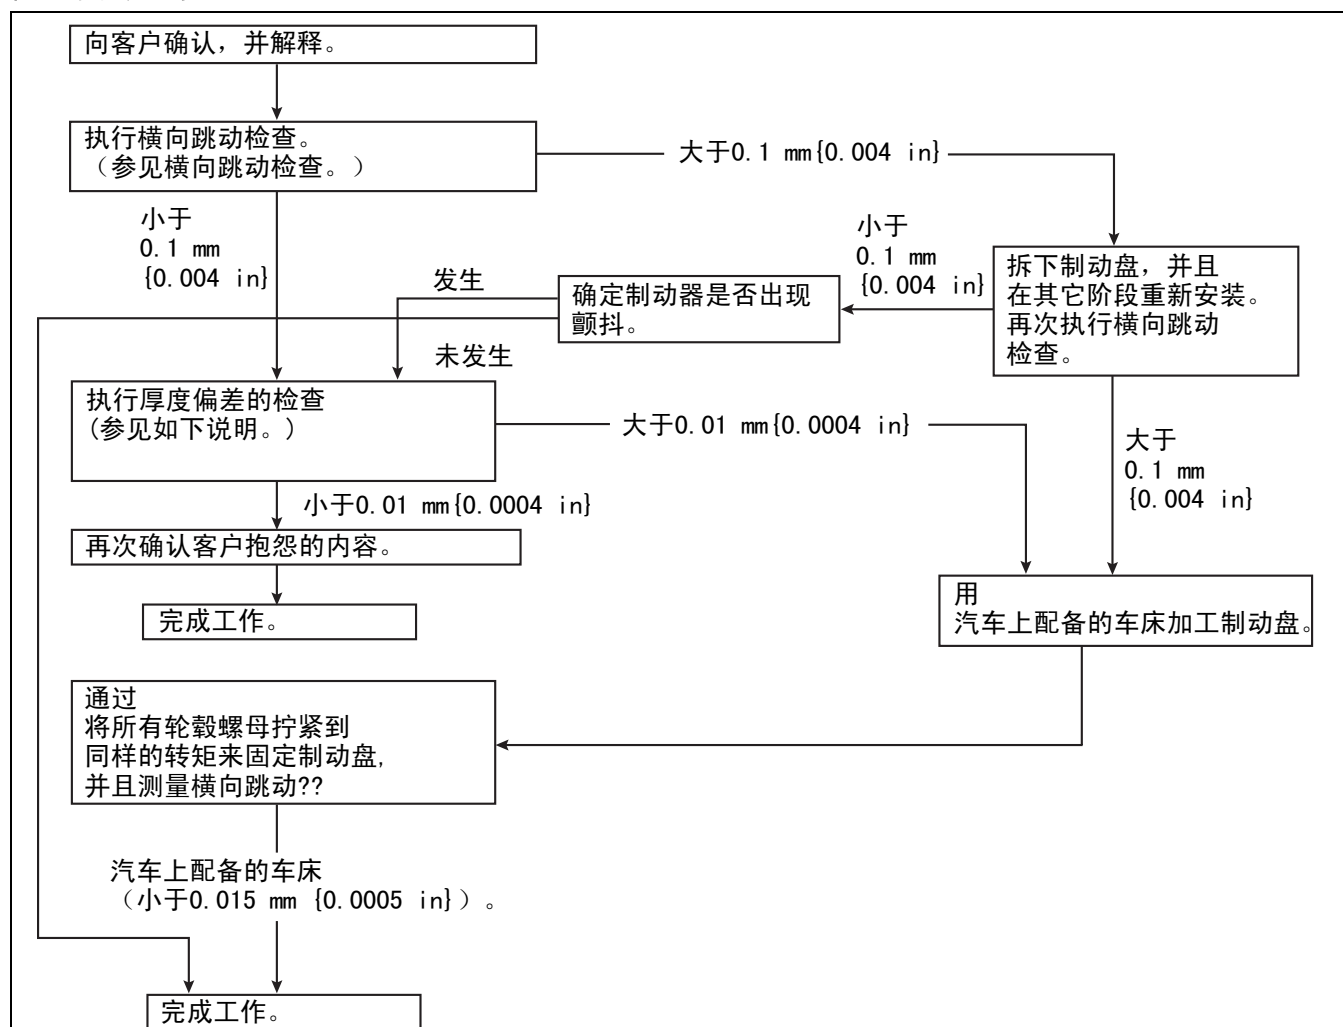 向客户确认，并解释。
执行横向跳动检查。
（参见横向跳动检查。）
大于0.1 mm{0.004 in}
小于
0.1 mm
{0.004 in}
小于
0.1 mm
{0.004 in}
拆下制动盘，并且
在其它阶段重新安装。
再次执行横向跳动
检查。
发生
确定制动器是否出现
颤抖。
未发生
执行厚度偏差的检查
(参见如下说明。)
大于0.01 mm{0.0004 in}
大于
0.1 mm
{0.004 in}
小于0.01 mm{0.0004 in}
再次确认客户抱怨的内容。
完成工作。
用
汽车上配备的车床加工制动盘。
通过
将所有轮毂螺母拧紧到
同样的转矩来固定制动盘,
并且测量横向跳动??
汽车上配备的车床
（小于0.015 mm {0.0005 in}）。
完成工作。